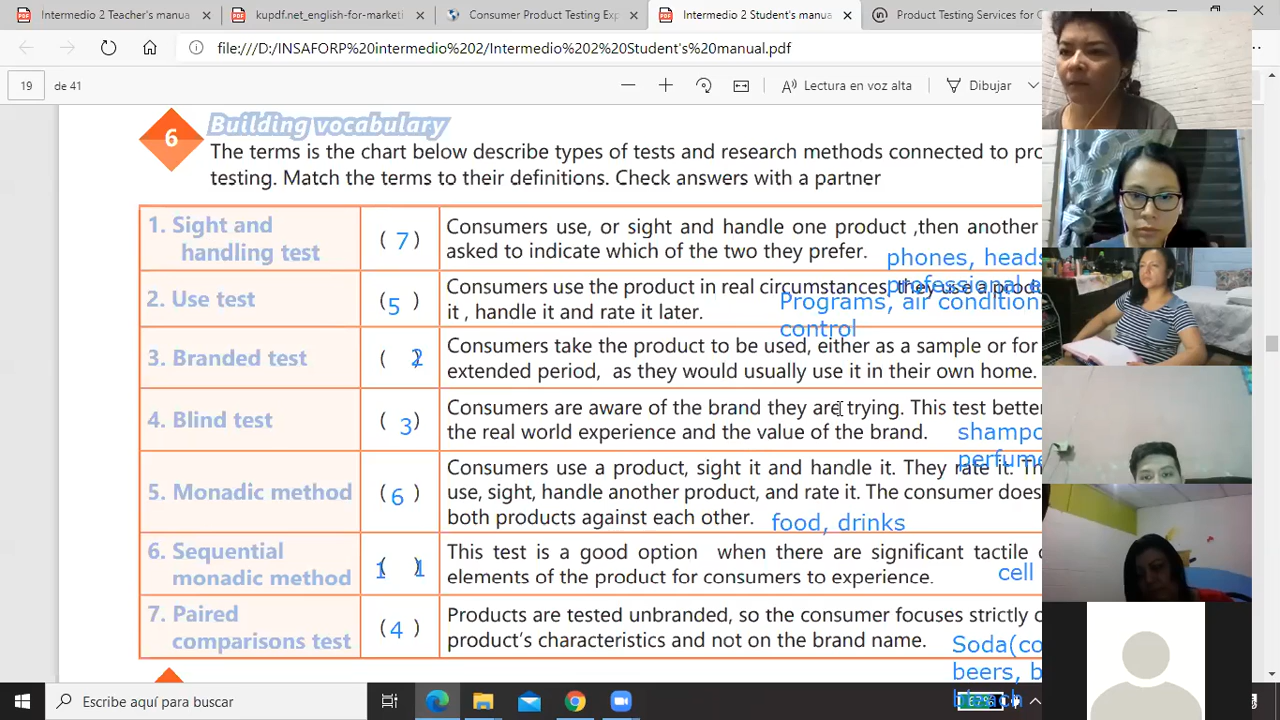 Intermedio 2 Teacher's manua
kupdf.net_english-for-market
Consumer Product Testing Exp
Intermedio 2 Student's manua
Product Testing Services for C
file:///D:/INSAFORP%20intermedio%202/Intermedio%202%20Student's%20manual.pdf
19 de 41
Lectura en voz alta
Dibujar
6
Building vocabulary
The terms is the chart below describe types of tests and research methods connected to pro
testing. Match the terms to their definitions. Check answers with a partner
1. Sight and
handling test
( 7 )
Consumers use, or sight and handle one product ,then another
asked to indicate which of the two they prefer.
phones, heads
professional e
2. Use test
( 5 )
Consumers use the product in real circumstances, they use a prod
it , handle it and rate it later.
Programs, air condition
control
3. Branded test
( 2 )
Consumers take the product to be used, either as a sample or for
extended period, as they would usually use it in their own home.
4. Blind test
( 3 )
Consumers are aware of the brand they are trying. This test better
the real world experience and the value of the brand.
shampo
perfume
5. Monadic method
( 6 )
Consumers use a product, sight it and handle it. They rate it. Th
use, sight, handle another product, and rate it. The consumer does
both products against each other.
food, drinks
6. Sequential
monadic method
1 ( 1 )
This test is a good option when there are significant tactile
elements of the product for consumers to experience.
cell
7. Paired
comparisons test
( 4 )
Products are tested unbranded, so the consumer focuses strictly
product's characteristics and not on the brand name.
Soda(co
beers, b
Escribe aquí para buscar
67%